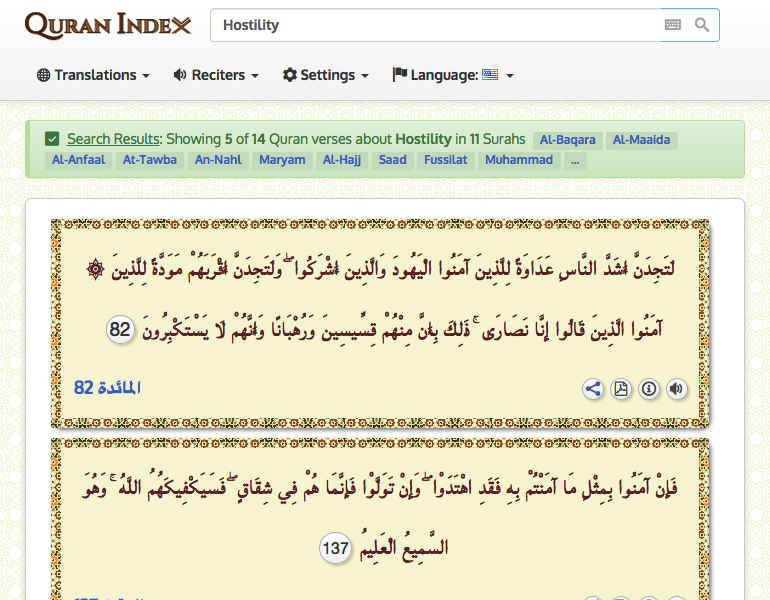 QURAN INDEX
Hostility
Translations Reciters Settings Language:
Search Results: Showing 5 of 14 Quran verses about Hostility in 11 Surahs Al-Baqara Al-Maaida
Al-Anfaal At-Tawba An-Nahl Maryam Al-Hajj Saad Fussilat Muhammad ...
۞ لَتَجِدَنَّ أَشَدَّ النَّاسِ عَدَاوَةً لِلَّذِينَ آمَنُوا الْيَهُودَ وَالَّذِينَ أَشْرَكُوا ۖ وَلَتَجِدَنَّ أَقْرَبَهُمْ مَوَدَّةً لِلَّذِينَ
آمَنُوا الَّذِينَ قَالُوا إِنَّا نَصَارَى ۚ ذَلِكَ بِأَنَّ مِنْهُمْ قِسِّيسِينَ وَرُهْبَانًا وَأَنَّهُمْ لَا يَسْتَكْبِرُونَ 82
المائدة 82
فَإِنْ آمَنُوا بِمِثْلِ مَا آمَنْتُمْ بِهِ فَقَدِ اهْتَدَوْا ۖ وَإِنْ تَوَلَّوْا فَإِنَّمَا هُمْ فِي شِقَاقٍ ۖ فَسَيَكْفِيكَهُمُ اللَّهُ ۚ وَهُوَ
السَّمِيعُ الْعَلِيمُ 137